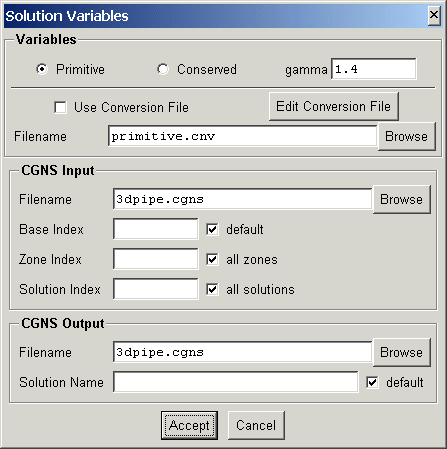 Solution Variables
Variables
Primitive Conserved gamma 1.4
Use Conversion File Edit Conversion File
Filename primitive.cnv Browse
CGNS Input
Filename 3dpipe.cgns Browse
Base Index default
Zone Index all zones
Solution Index all solutions
CGNS Output
Filename 3dpipe.cgns Browse
Solution Name default
Accept Cancel